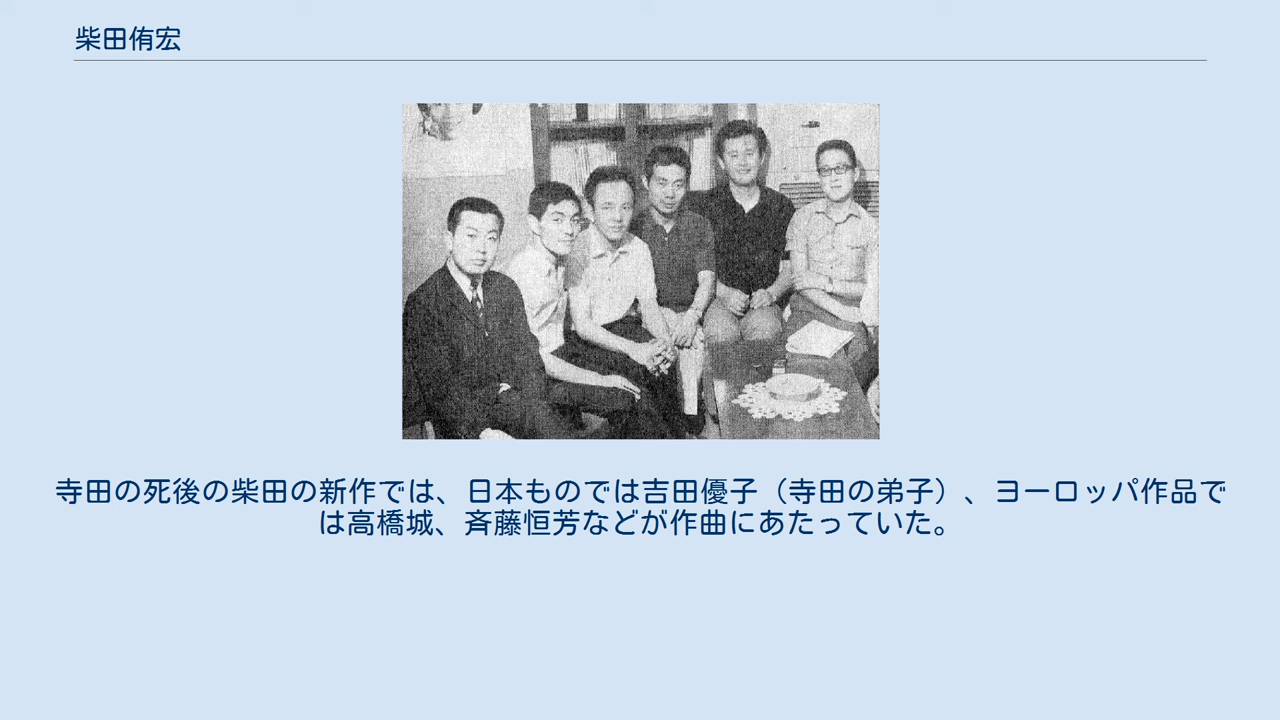 柴田侑宏
寺田の死後の柴田の新作では、日本ものでは吉田優子（寺田の弟子）、ヨーロッパ作品で
は高橋城、斉藤恒芳などが作曲にあたっていた。